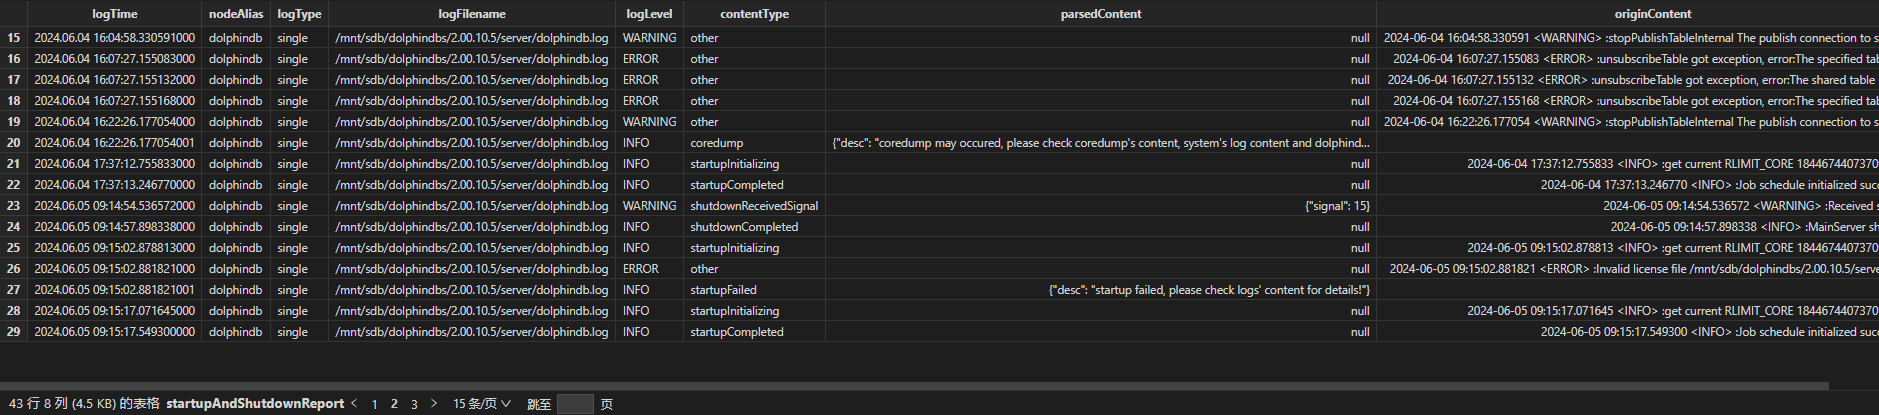 logTime nodeAlias logType logFilename logLevel contentType parsedContent originContent
15 2024.06.04 16:04:58.330591000 dolphindb single /mnt/sdb/dolphindbs/2.00.10.5/server/dolphindb.log WARNING other null 2024-06-04 16:04:58.330591 <WARNING> :stopPublishTableInternal The publish connection to s
16 2024.06.04 16:07:27.155083000 dolphindb single /mnt/sdb/dolphindbs/2.00.10.5/server/dolphindb.log ERROR other null 2024-06-04 16:07:27.155083 <ERROR> :unsubscribeTable got exception, error:The specified tab
17 2024.06.04 16:07:27.155132000 dolphindb single /mnt/sdb/dolphindbs/2.00.10.5/server/dolphindb.log ERROR other null 2024-06-04 16:07:27.155132 <ERROR> :unsubscribeTable got exception, error:The shared table
18 2024.06.04 16:07:27.155168000 dolphindb single /mnt/sdb/dolphindbs/2.00.10.5/server/dolphindb.log ERROR other null 2024-06-04 16:07:27.155168 <ERROR> :unsubscribeTable got exception, error:The specified tab
19 2024.06.04 16:22:26.177054000 dolphindb single /mnt/sdb/dolphindbs/2.00.10.5/server/dolphindb.log WARNING other null 2024-06-04 16:22:26.177054 <WARNING> :stopPublishTableInternal The publish connection to s
20 2024.06.04 16:22:26.177054001 dolphindb single /mnt/sdb/dolphindbs/2.00.10.5/server/dolphindb.log INFO coredump {"desc": "coredump may occured, please check coredump's content, system's log content and dolphind...
21 2024.06.04 17:37:12.755833000 dolphindb single /mnt/sdb/dolphindbs/2.00.10.5/server/dolphindb.log INFO startupInitializing null 2024-06-04 17:37:12.755833 <INFO> :get current RLIMIT_CORE 1844674407370
22 2024.06.04 17:37:13.246770000 dolphindb single /mnt/sdb/dolphindbs/2.00.10.5/server/dolphindb.log INFO startupCompleted null 2024-06-04 17:37:13.246770 <INFO> :Job schedule initialized suc
23 2024.06.05 09:14:54.536572000 dolphindb single /mnt/sdb/dolphindbs/2.00.10.5/server/dolphindb.log WARNING shutdownReceivedSignal {"signal": 15} 2024-06-05 09:14:54.536572 <WARNING> :Received s
24 2024.06.05 09:14:57.898338000 dolphindb single /mnt/sdb/dolphindbs/2.00.10.5/server/dolphindb.log INFO shutdownCompleted null 2024-06-05 09:14:57.898338 <INFO> :MainServer sh
25 2024.06.05 09:15:02.878813000 dolphindb single /mnt/sdb/dolphindbs/2.00.10.5/server/dolphindb.log INFO startupInitializing null 2024-06-05 09:15:02.878813 <INFO> :get current RLIMIT_CORE 1844674407370
26 2024.06.05 09:15:02.881821000 dolphindb single /mnt/sdb/dolphindbs/2.00.10.5/server/dolphindb.log ERROR other null 2024-06-05 09:15:02.881821 <ERROR> :Invalid license file /mnt/sdb/dolphindbs/2.00.10.5/serve
27 2024.06.05 09:15:02.881821001 dolphindb single /mnt/sdb/dolphindbs/2.00.10.5/server/dolphindb.log INFO startupFailed {"desc": "startup failed, please check logs' content for details!"}
28 2024.06.05 09:15:17.071645000 dolphindb single /mnt/sdb/dolphindbs/2.00.10.5/server/dolphindb.log INFO startupInitializing null 2024-06-05 09:15:17.071645 <INFO> :get current RLIMIT_CORE 1844674407370
29 2024.06.05 09:15:17.549300000 dolphindb single /mnt/sdb/dolphindbs/2.00.10.5/server/dolphindb.log INFO startupCompleted null 2024-06-05 09:15:17.549300 <INFO> :Job schedule initialized suc
43 行 8 列 (4.5 KB) 的表格 startupAndShutdownReport < 1 2 3 > 15 条/页 跳至 页